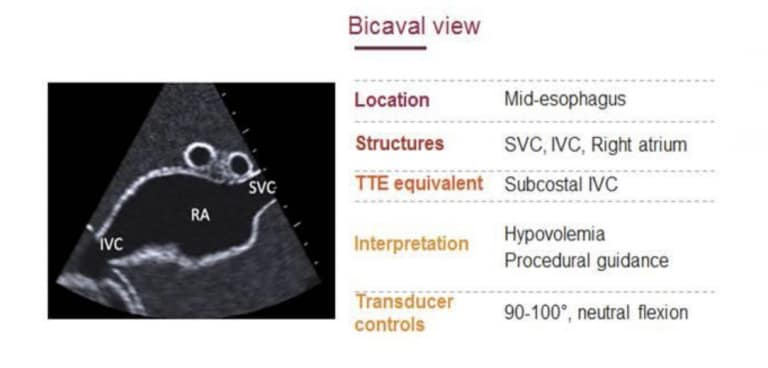 Bicaval view
SVC
RA
IVC
Location Mid-esophagus
Structures SVC, IVC, Right atrium
TTE equivalent Subcostal IVC
Interpretation Hypovolemia
Procedural guidance
Transducer
controls 90-100°, neutral flexion